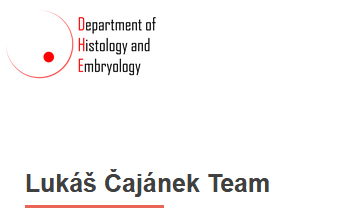 Department of
Histology and
Embryology
Lukáš Čajánek Team